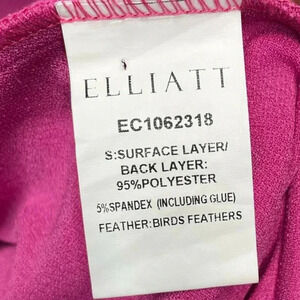 ELLIATT
EC1062318
S:SURFACE LAYER/
BACK LAYER:
95%POLYESTER
5%SPANDEX (INCLUDING GLUE)
FEATHER:BIRDS FEATHERS